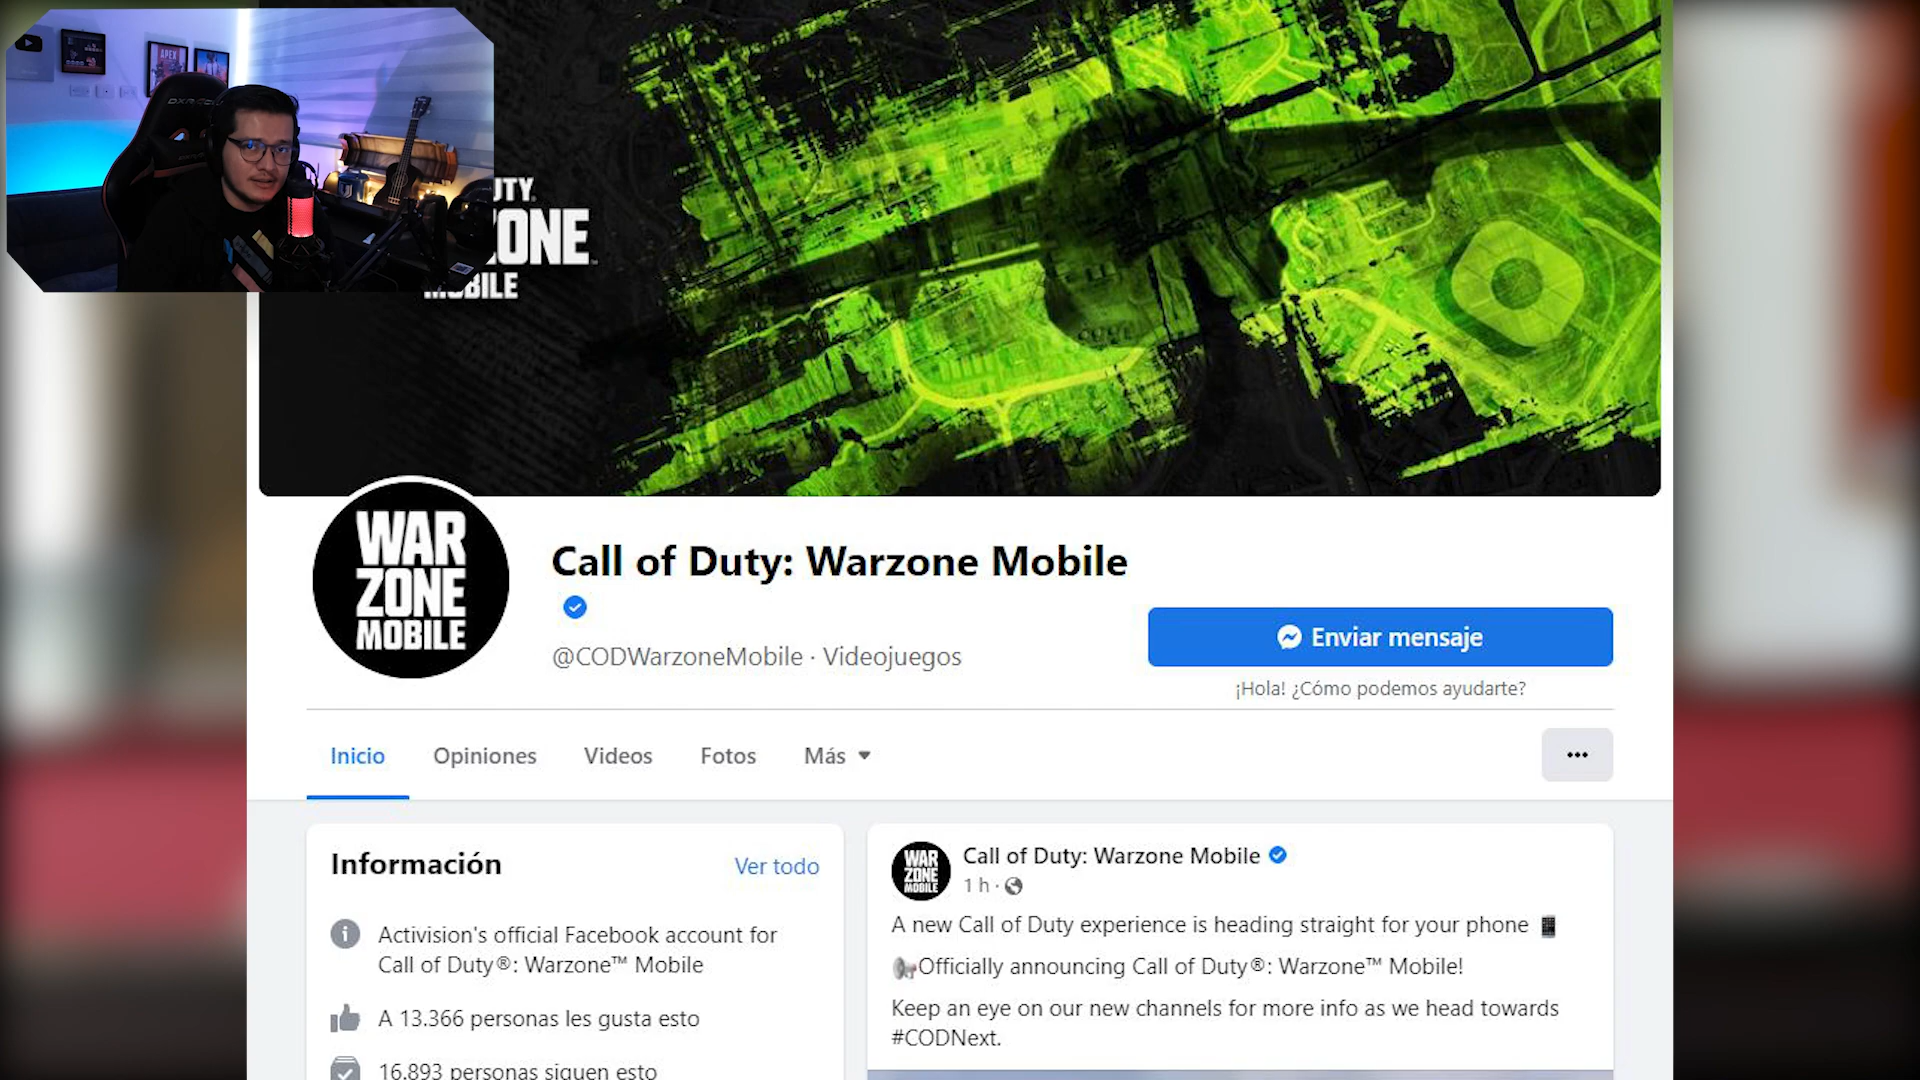 APEX
UTY.
ZONE
MOBILE
WAR
ZONE
MOBILE
Call of Duty: Warzone Mobile
@CODWarzoneMobile · Videojuegos
Enviar mensaje
¡Hola! ¿Cómo podemos ayudarte?
Inicio Opiniones Videos Fotos Más
Información
Ver todo
Activision's official Facebook account for
Call of Duty®: Warzone™ Mobile
A 13.366 personas les gusta esto
16.893 personas siguen esto
WAR
ZONE
MOBILE
Call of Duty: Warzone Mobile
1 h ·
A new Call of Duty experience is heading straight for your phone 📱
📢Officially announcing Call of Duty®: Warzone™ Mobile!
Keep an eye on our new channels for more info as we head towards
#CODNext.